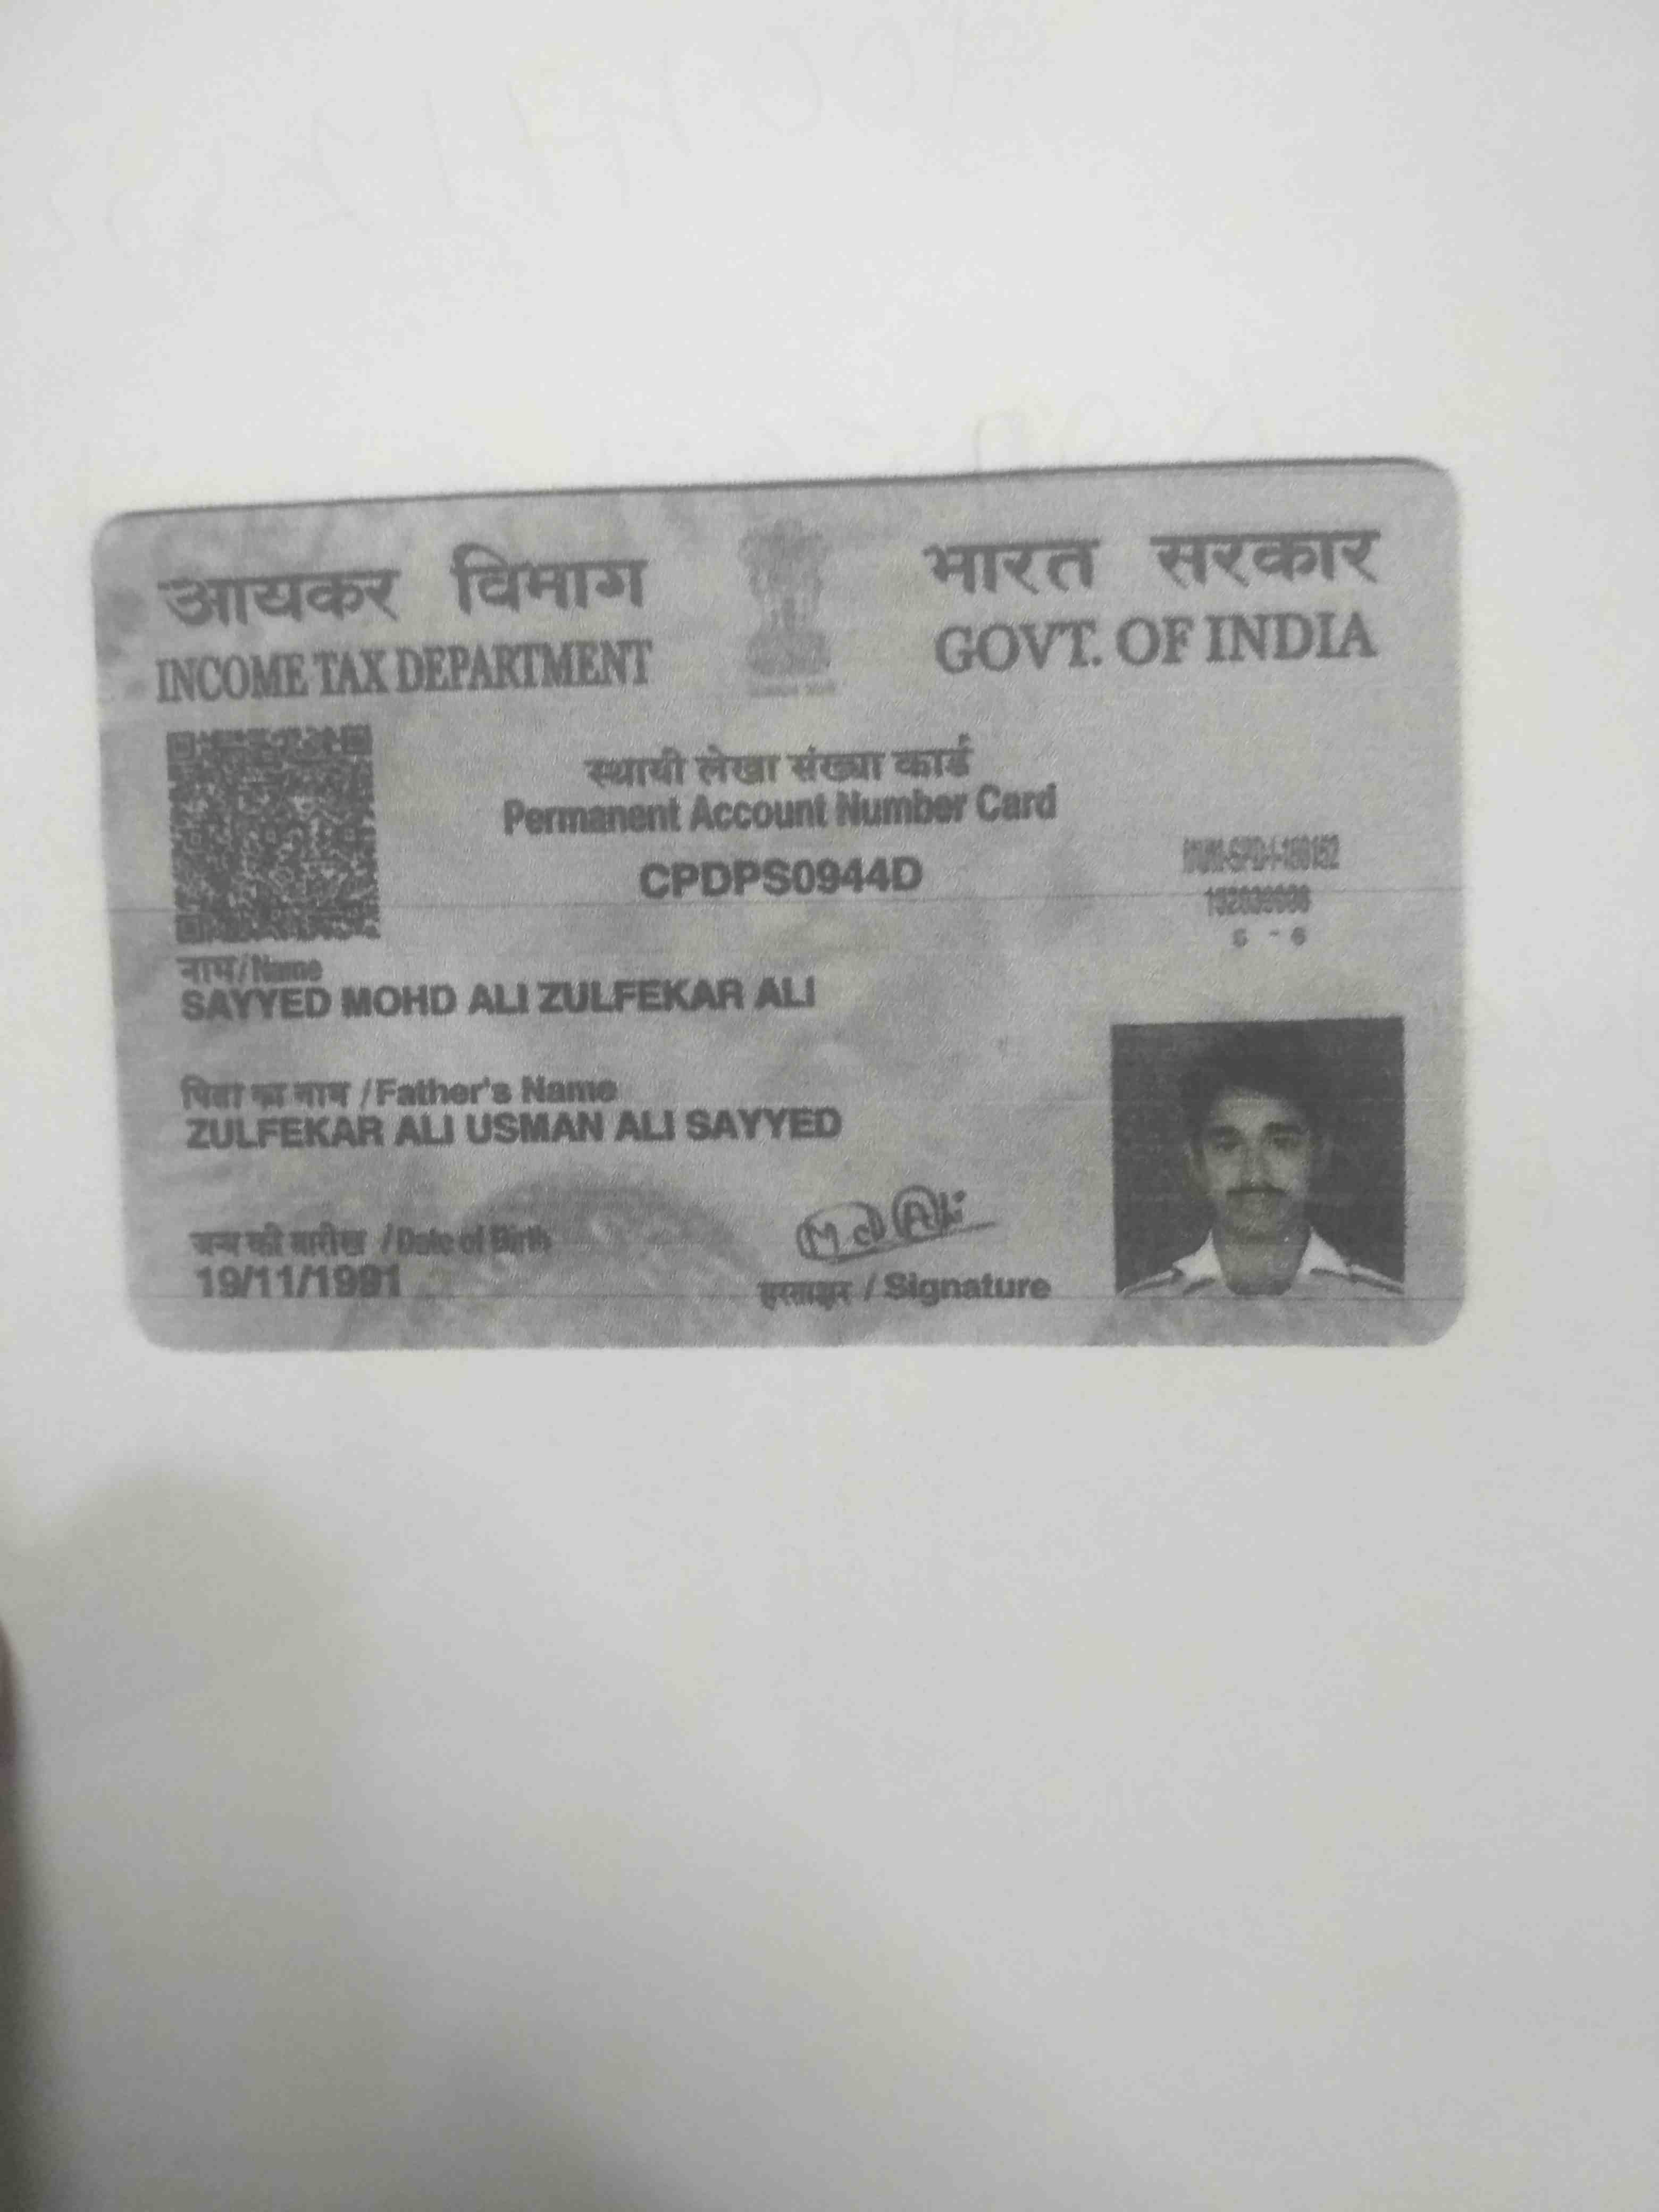 आयकर विभाग
INCOME TAX DEPARTMENT
भारत सरकार
GOVT. OF INDIA
स्थायी लेखा संख्या कार्ड
Permanent Account Number Card
CPDPS0944D
5 - 6
नाम/Name
SAYYED MOHD ALI ZULFEKAR ALI
पिता का नाम / Father's Name
ZULFEKAR ALI USMAN ALI SAYYED
जन्म की तारीख / Date of Birth
19/11/1991
Md Ali
हस्ताक्षर / Signature